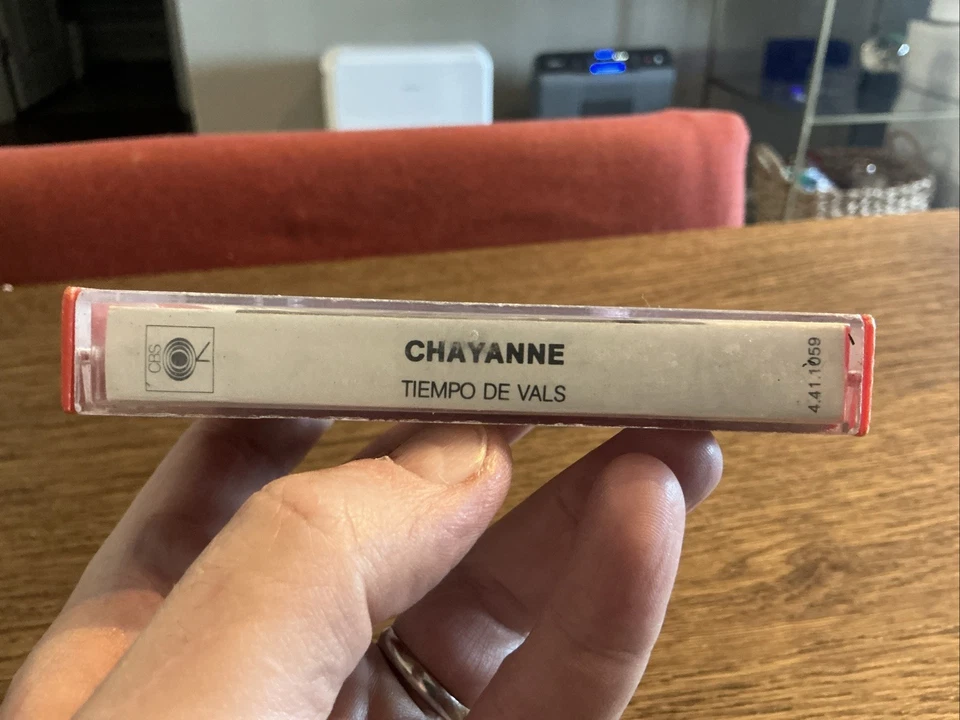 CBS
CHAYANNE
TIEMPO DE VALS
4.41.1059